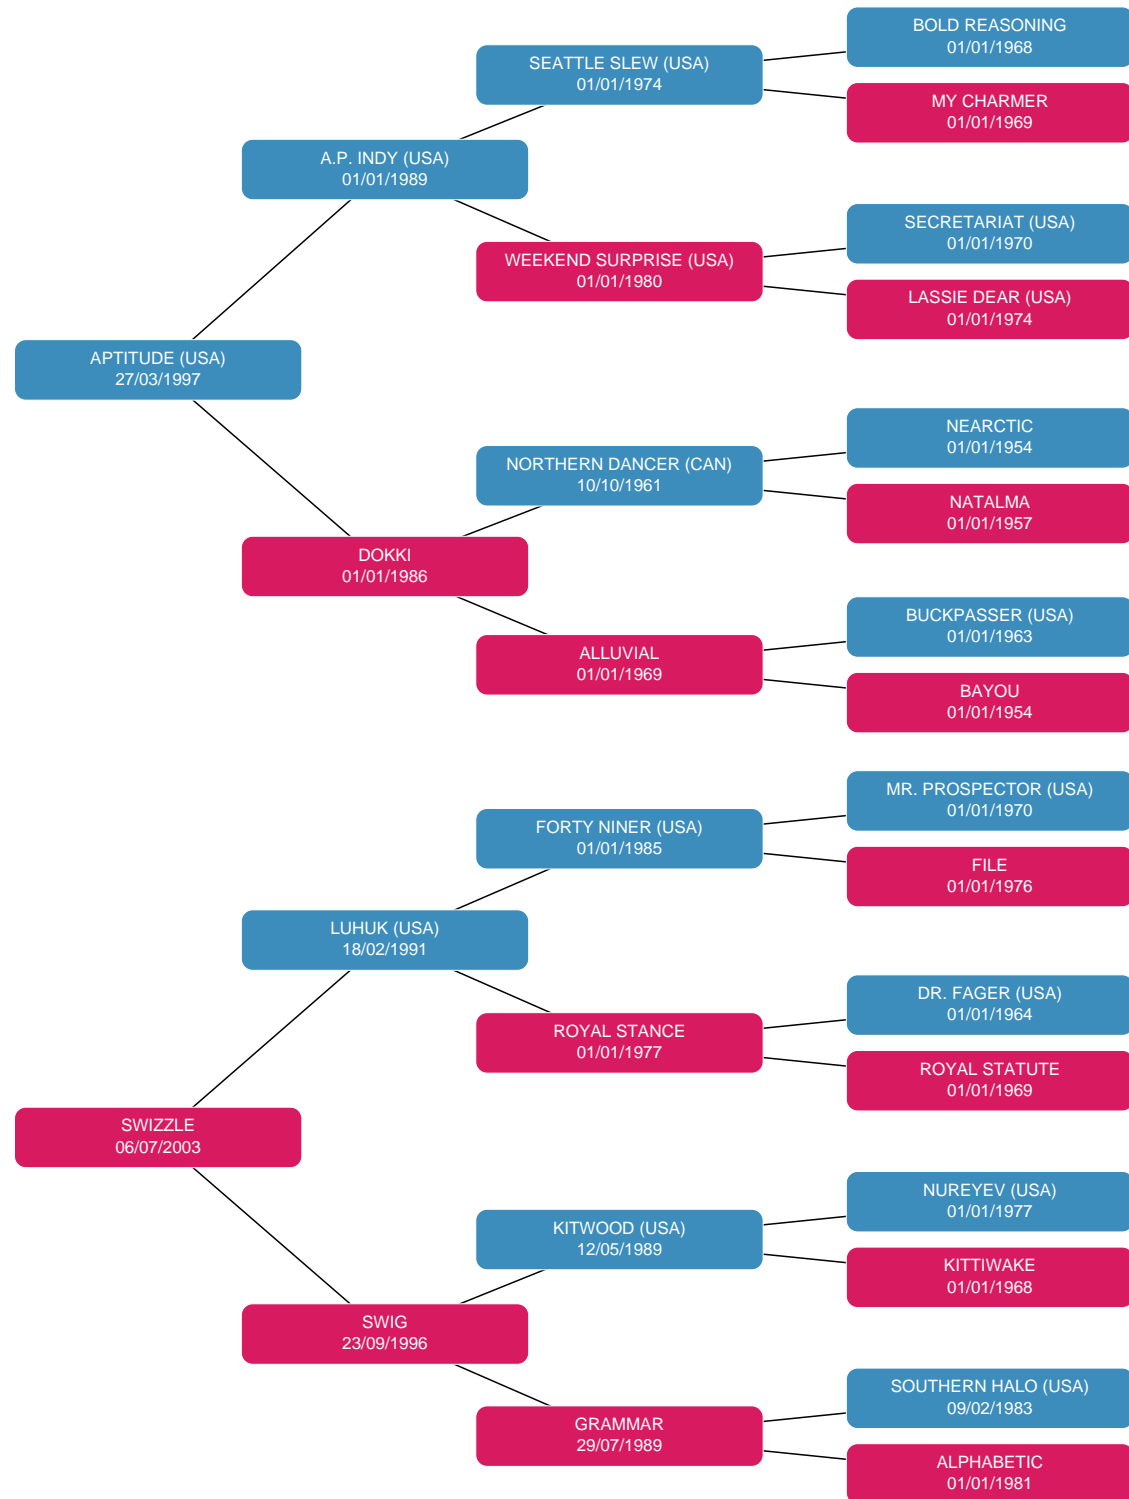 BOLD REASONING
01/01/1968
SEATTLE SLEW (USA)
01/01/1974
MY CHARMER
01/01/1969
A.P. INDY (USA)
01/01/1989
SECRETARIAT (USA)
01/01/1970
WEEKEND SURPRISE (USA)
01/01/1980
LASSIE DEAR (USA)
01/01/1974
APTITUDE (USA)
27/03/1997
NEARCTIC
01/01/1954
NORTHERN DANCER (CAN)
10/10/1961
NATALMA
01/01/1957
DOKKI
01/01/1986
BUCKPASSER (USA)
01/01/1963
ALLUVIAL
01/01/1969
BAYOU
01/01/1954
MR. PROSPECTOR (USA)
01/01/1970
FORTY NINER (USA)
01/01/1985
FILE
01/01/1976
LUHUK (USA)
18/02/1991
DR. FAGER (USA)
01/01/1964
ROYAL STANCE
01/01/1977
ROYAL STATUTE
01/01/1969
SWIZZLE
06/07/2003
NUREYEV (USA)
01/01/1977
KITWOOD (USA)
12/05/1989
KITTIWAKE
01/01/1968
SWIG
23/09/1996
SOUTHERN HALO (USA)
09/02/1983
GRAMMAR
29/07/1989
ALPHABETIC
01/01/1981